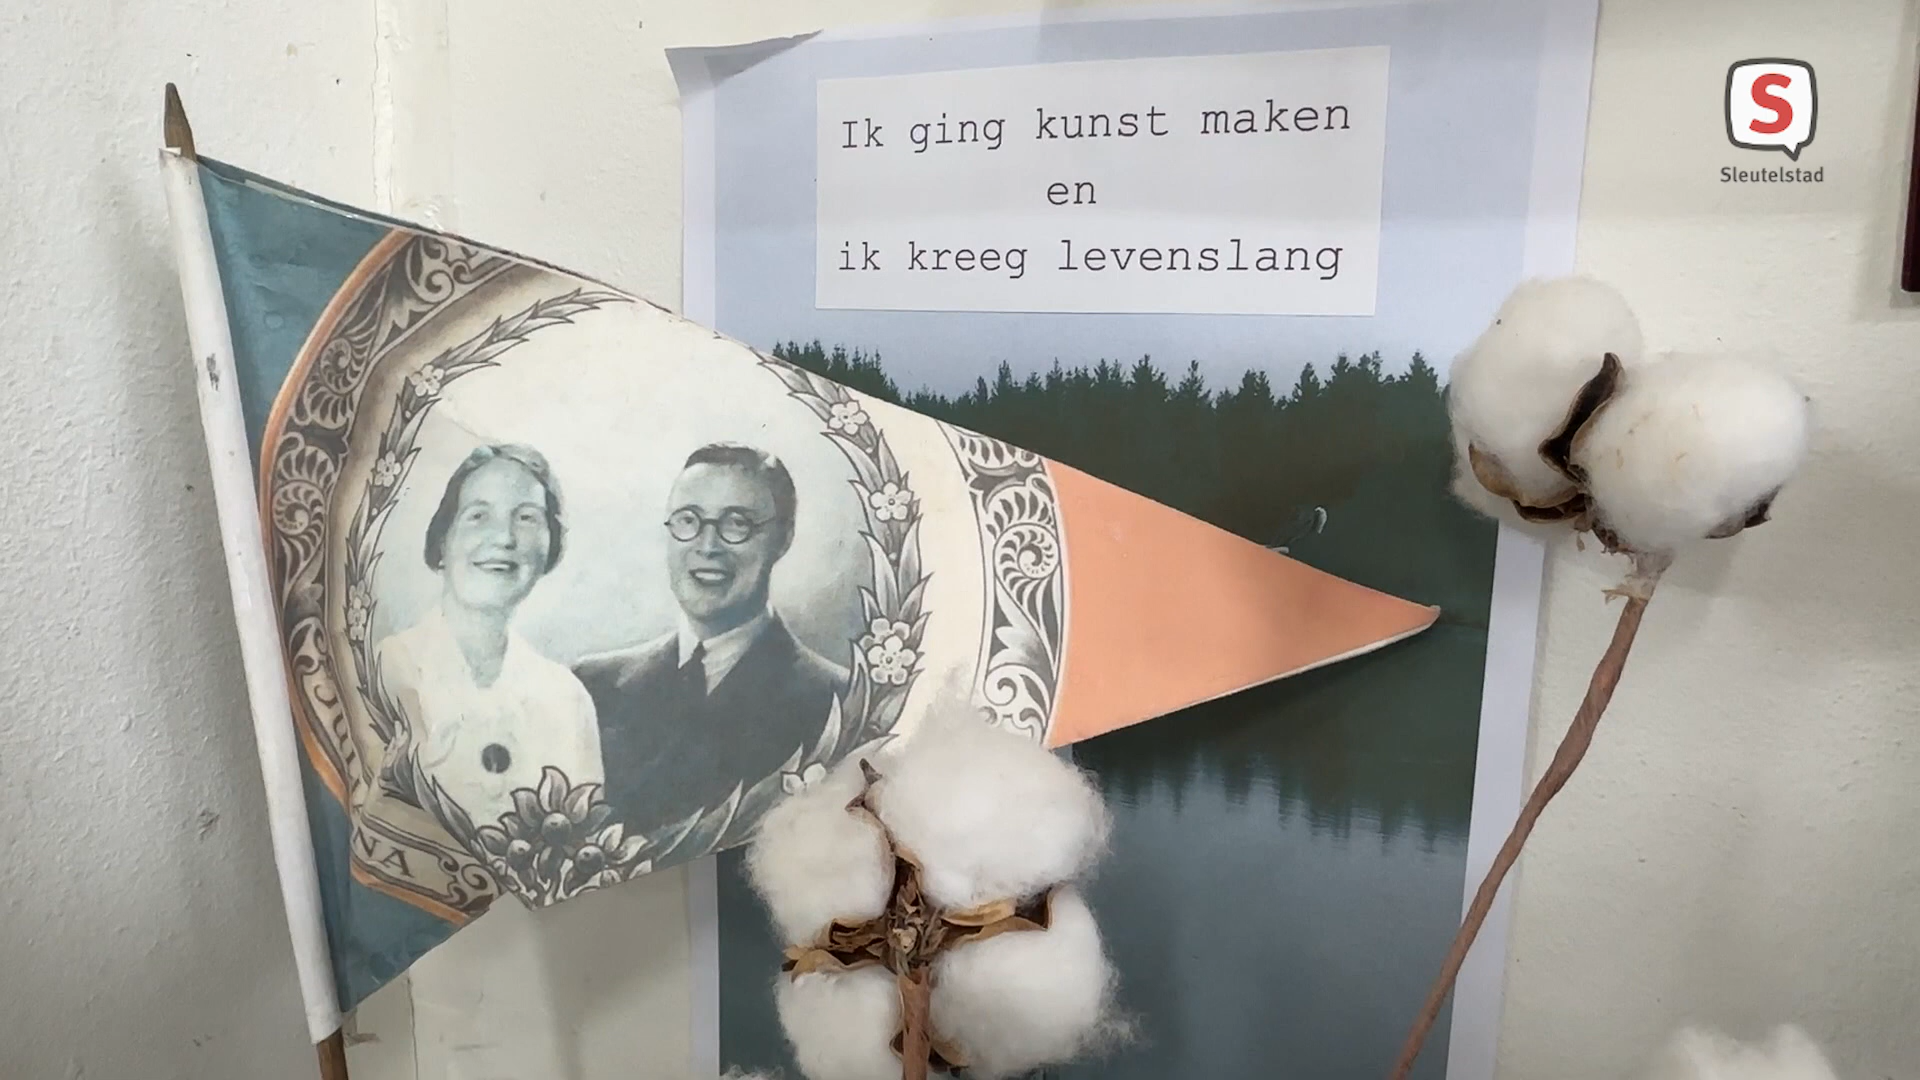 Ik ging kunst maken
en
ik kreeg levenslang
S
Sleutelstad